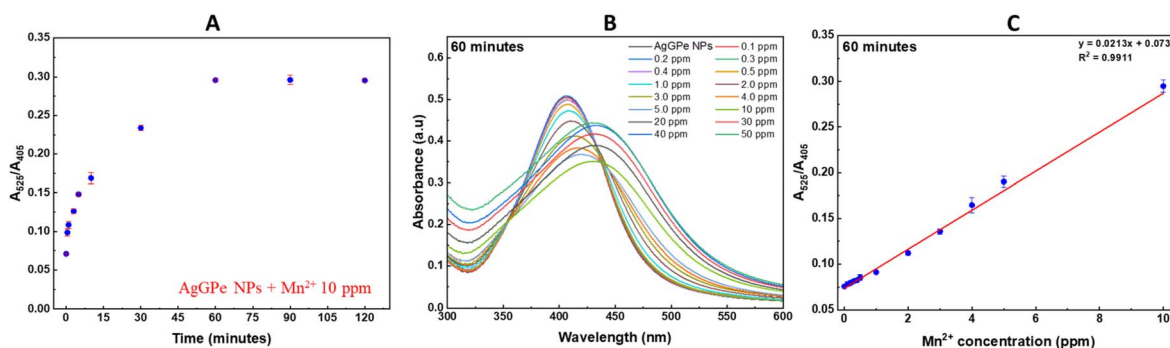 A
A525/A405
0.35
0.30
0.25
0.20
0.15
0.10
0.05
0.00
0 15 30 45 60 75 90 105 120
Time (minutes)
AgGPe NPs + Mn²⁺ 10 ppm
B
60 minutes
AgGPe NPs 0.1 ppm
0.2 ppm 0.3 ppm
0.4 ppm 0.5 ppm
1.0 ppm 2.0 ppm
3.0 ppm 4.0 ppm
5.0 ppm 10 ppm
20 ppm 30 ppm
40 ppm 50 ppm
Absorbance (a.u)
0.5
0.4
0.3
0.2
0.1
0.0
300 350 400 450 500 550 600
Wavelength (nm)
C
60 minutes
y = 0.0213x + 0.073
R² = 0.9911
A525/A405
0.35
0.30
0.25
0.20
0.15
0.10
0.05
0 2 4 6 8 10
Mn²⁺ concentration (ppm)